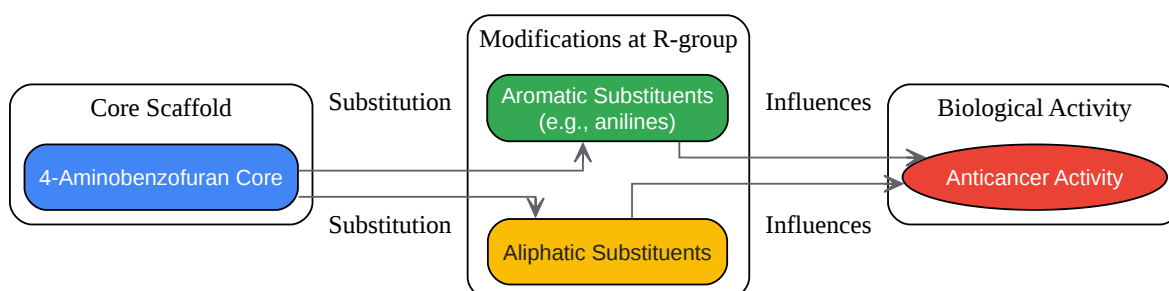 Core Scaffold
4-Aminobenzofuran Core
Substitution
Substitution
Modifications at R-group
Aromatic Substituents
(e.g., anilines)
Aliphatic Substituents
Influences
Influences
Biological Activity
Anticancer Activity